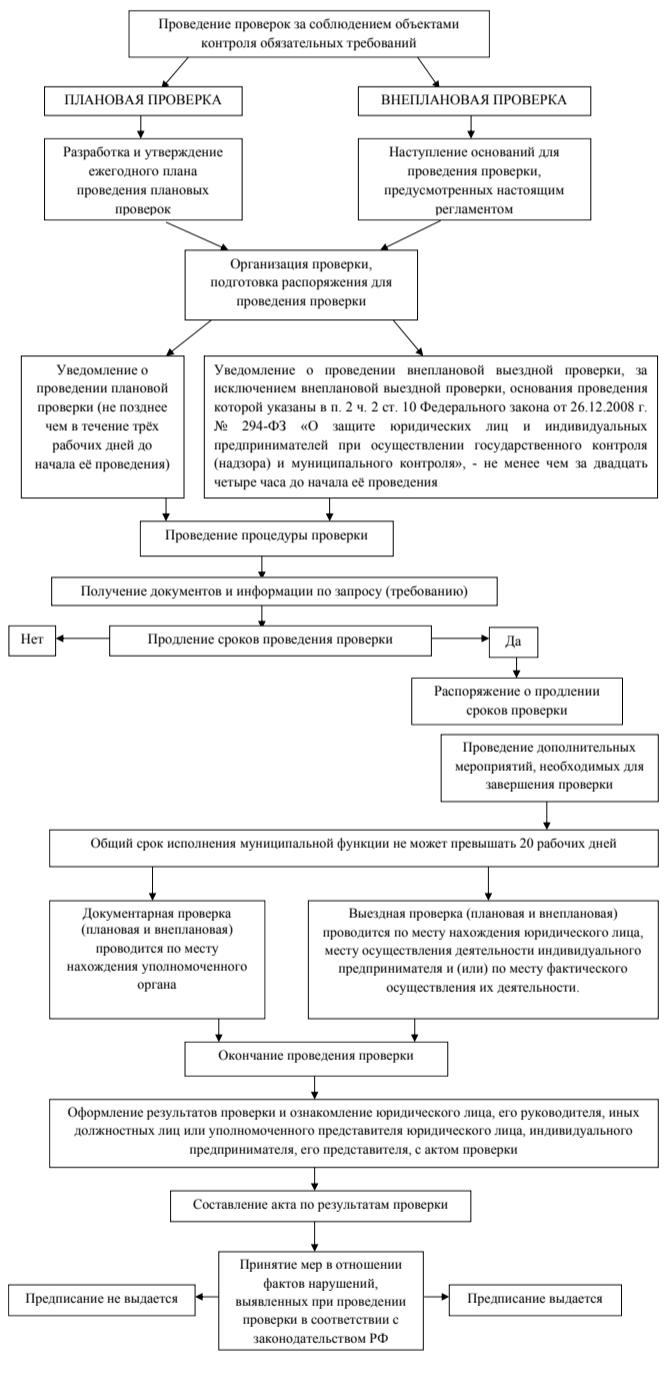 Проведение проверок за соблюдением объектами
контроля обязательных требований
ПЛАНОВАЯ ПРОВЕРКА
ВНЕПЛАНОВАЯ ПРОВЕРКА
Разработка и утверждение
ежегодного плана
проведения плановых
проверок
Наступление оснований для
проведения проверки,
предусмотренных настоящим
регламентом
Организация проверки,
подготовка распоряжения для
проведения проверки
Уведомление о
проведении плановой
проверки (не позднее
чем в течение трёх
рабочих дней до
начала её проведения)
Уведомление о проведении внеплановой выездной проверки, за
исключением внеплановой выездной проверки, основания проведения
которой указаны в п. 2 ч. 2 ст. 10 Федерального закона от 26.12.2008 г.
№ 294-ФЗ «О защите юридических лиц и индивидуальных
предпринимателей при осуществлении государственного контроля
(надзора) и муниципального контроля», - не менее чем за двадцать
четыре часа до начала её проведения
Проведение процедуры проверки
Получение документов и информации по запросу (требованию)
Нет
Продление сроков проведения проверки
Да
Распоряжение о продлении
сроков проверки
Проведение дополнительных
мероприятий, необходимых для
завершения проверки
Общий срок исполнения муниципальной функции не может превышать 20 рабочих дней
Документарная проверка
(плановая и внеплановая)
проводится по месту
нахождения уполномоченного
органа
Выездная проверка (плановая и внеплановая)
проводится по месту нахождения юридического лица,
месту осуществления деятельности индивидуального
предпринимателя и (или) по месту фактического
осуществления их деятельности.
Окончание проведения проверки
Оформление результатов проверки и ознакомление юридического лица, его руководителя, иных
должностных лиц или уполномоченного представителя юридического лица, индивидуального
предпринимателя, его представителя, с актом проверки
Составление акта по результатам проверки
Принятие мер в отношении
фактов нарушений,
выявленных при проведении
проверки в соответствии с
законодательством РФ
Предписание не выдается
Предписание выдается